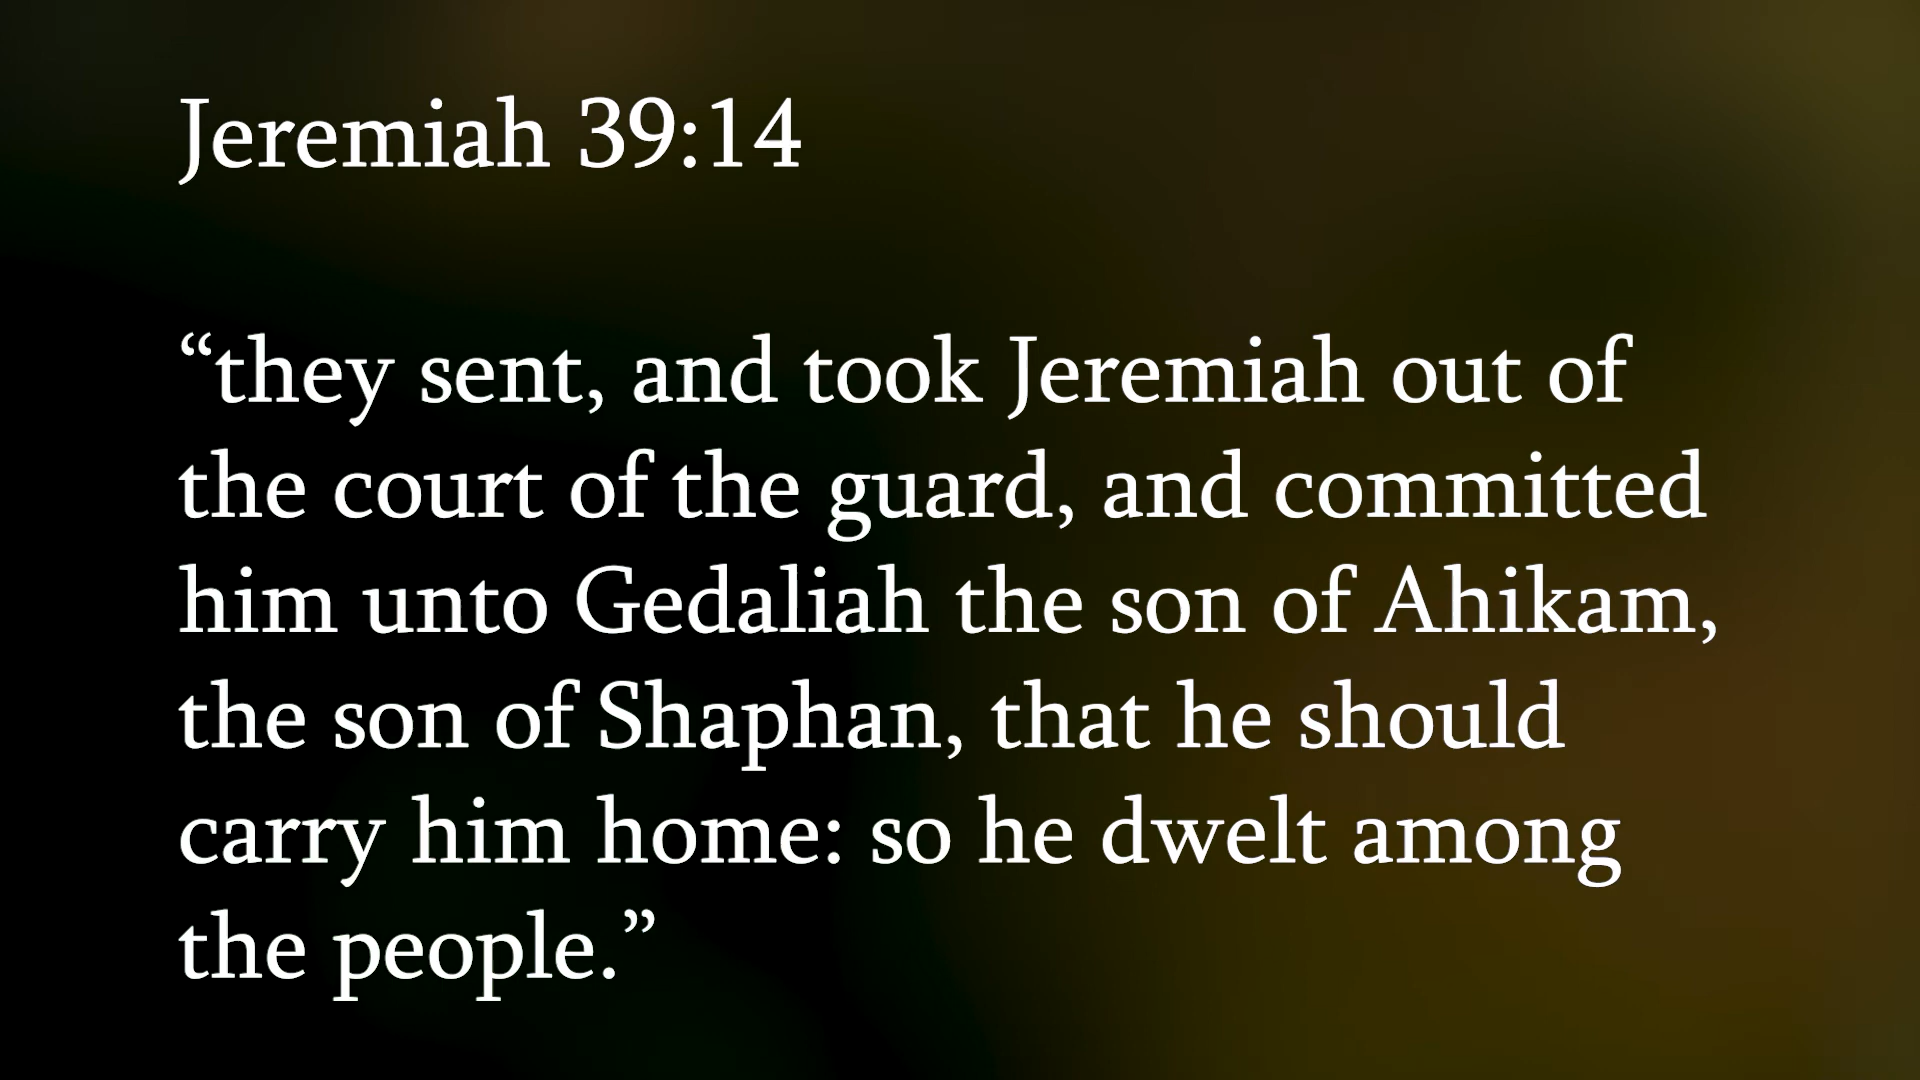 Jeremiah 39:14
“they sent, and took Jeremiah out of
the court of the guard, and committed
him unto Gedaliah the son of Ahikam,
the son of Shaphan, that he should
carry him home: so he dwelt among
the people.”